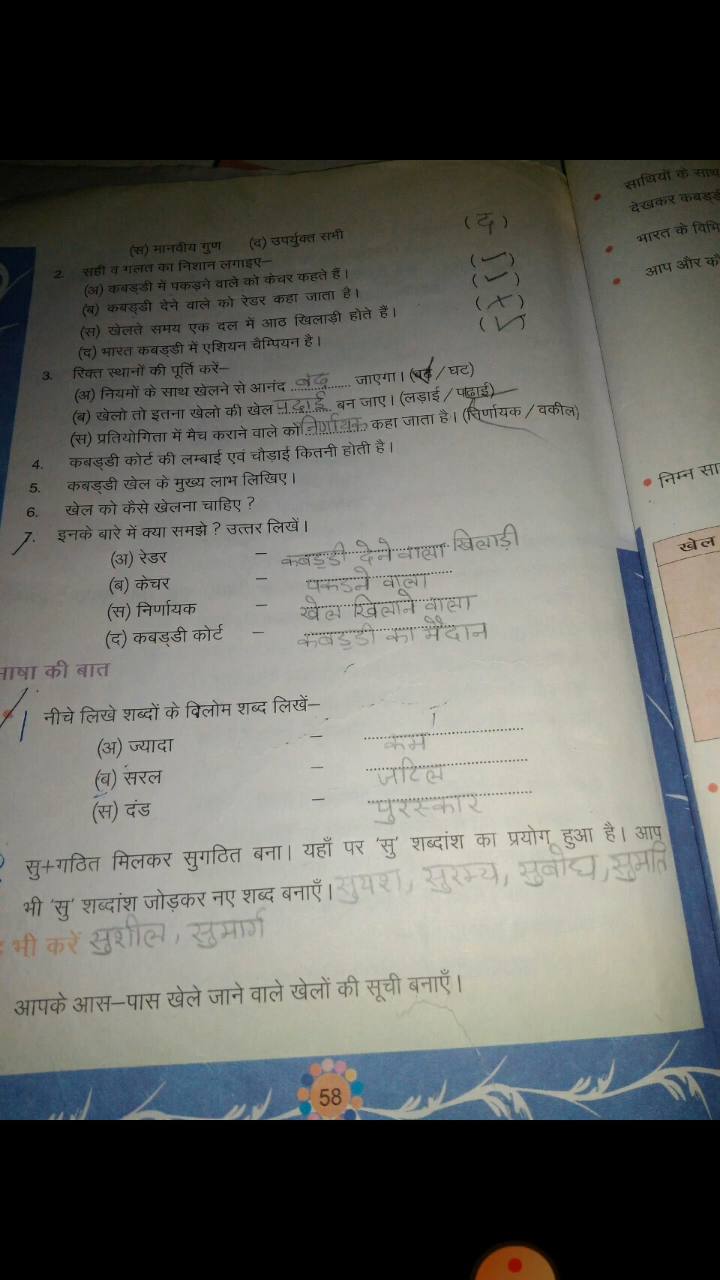 (स) मानवीय गुण (द) उपर्युक्त सभी (द)
2. सही व गलत का निशान लगाइए–
(अ) कबड्डी में पकड़ने वाले को केचर कहते हैं। (✓)
(ब) कबड्डी देने वाले को रेडर कहा जाता है। (✓)
(स) खेलते समय एक दल में आठ खिलाड़ी होते हैं। (×)
(द) भारत कबड्डी में एशियन चैम्पियन है। (✓)
3. रिक्त स्थानों की पूर्ति करें–
(अ) नियमों के साथ खेलने से आनंद बढ़ जाएगा। (बढ़ / घट)
(ब) खेलो तो इतना खेलो की खेल पढ़ाई बन जाए। (लड़ाई / पढ़ाई)
(स) प्रतियोगिता में मैच कराने वाले को निर्णायक कहा जाता है। (निर्णायक / वकील)
4. कबड्डी कोर्ट की लम्बाई एवं चौड़ाई कितनी होती है।
5. कबड्डी खेल के मुख्य लाभ लिखिए।
6. खेल को कैसे खेलना चाहिए ?
7. इनके बारे में क्या समझे ? उत्तर लिखें।
(अ) रेडर – कबड्डी देने वाला खिलाड़ी
(ब) केचर – पकडने वाला
(स) निर्णायक – खेल खिलाने वाला
(द) कबड्डी कोर्ट – कबड्डी का मैदान
भाषा की बात
1 नीचे लिखे शब्दों के विलोम शब्द लिखें–
(अ) ज्यादा – कम
(ब) सरल – जटिल
(स) दंड – पुरस्कार
सु+गठित मिलकर सुगठित बना। यहाँ पर 'सु' शब्दांश का प्रयोग हुआ है। आप
भी 'सु' शब्दांश जोड़कर नए शब्द बनाएँ। सुयश, सुरम्य, सुबोध, सुमति
भी करें सुशील, सुमार्ग
आपके आस–पास खेले जाने वाले खेलों की सूची बनाएँ।
58
साथियों के साथ
देखकर कबड्डी
भारत के विभि
आप और कौ
निम्न सा
खेल